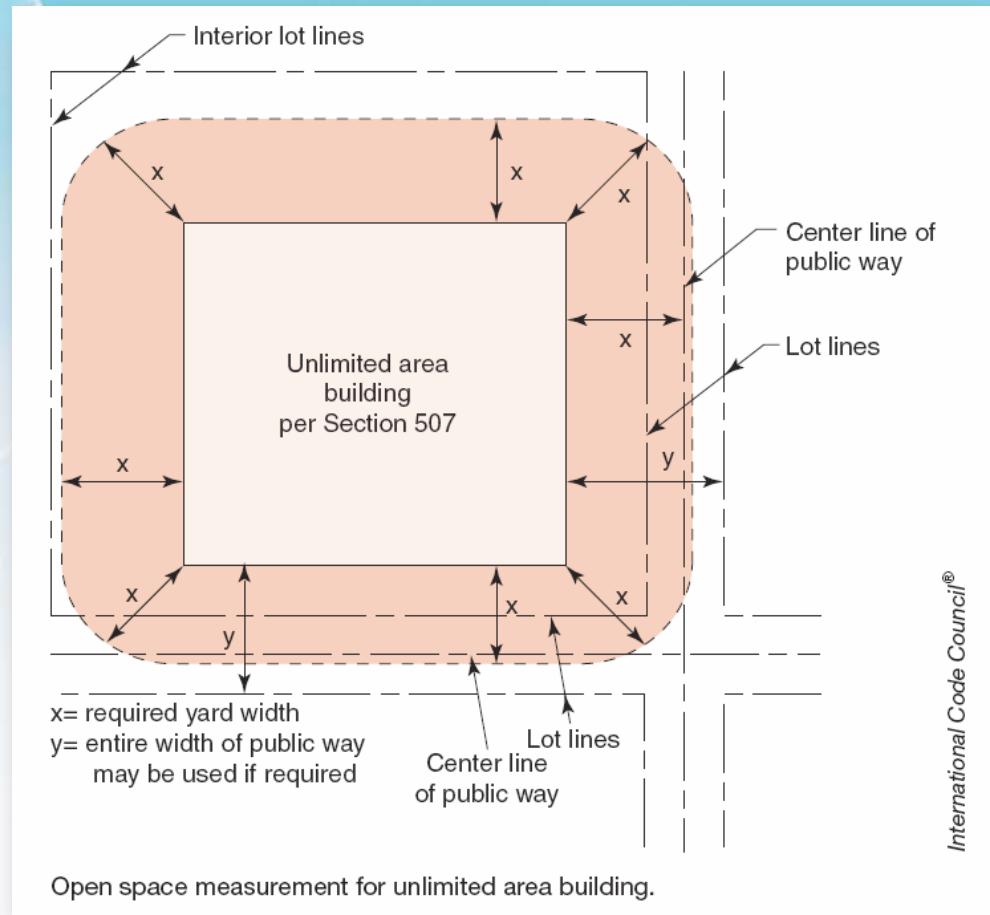 Interior lot lines
x
x
x
Center line of
public way
x
Lot lines
Unlimited area
building
per Section 507
x
y
x
x
x
y
x= required yard width
y= entire width of public way
may be used if required
Lot lines
Center line
of public way
International Code Council®
Open space measurement for unlimited area building.